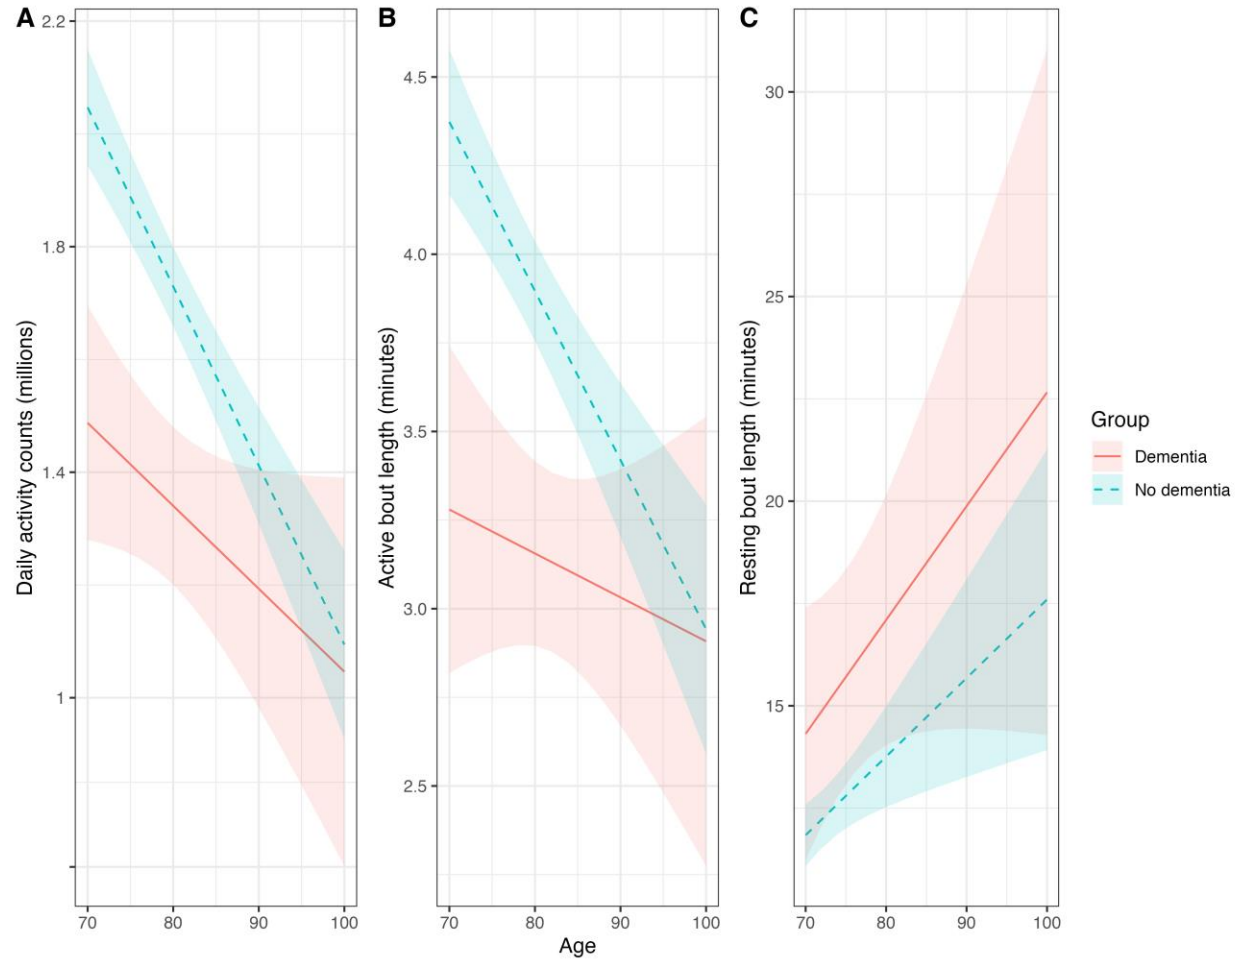 A
Daily activity counts (millions)
2.2
1.8
1.4
1
70 80 90 100
B
Active bout length (minutes)
4.5
4.0
3.5
3.0
2.5
70 80 90 100
Age
C
Resting bout length (minutes)
30
25
20
15
70 80 90 100
Group
Dementia
No dementia